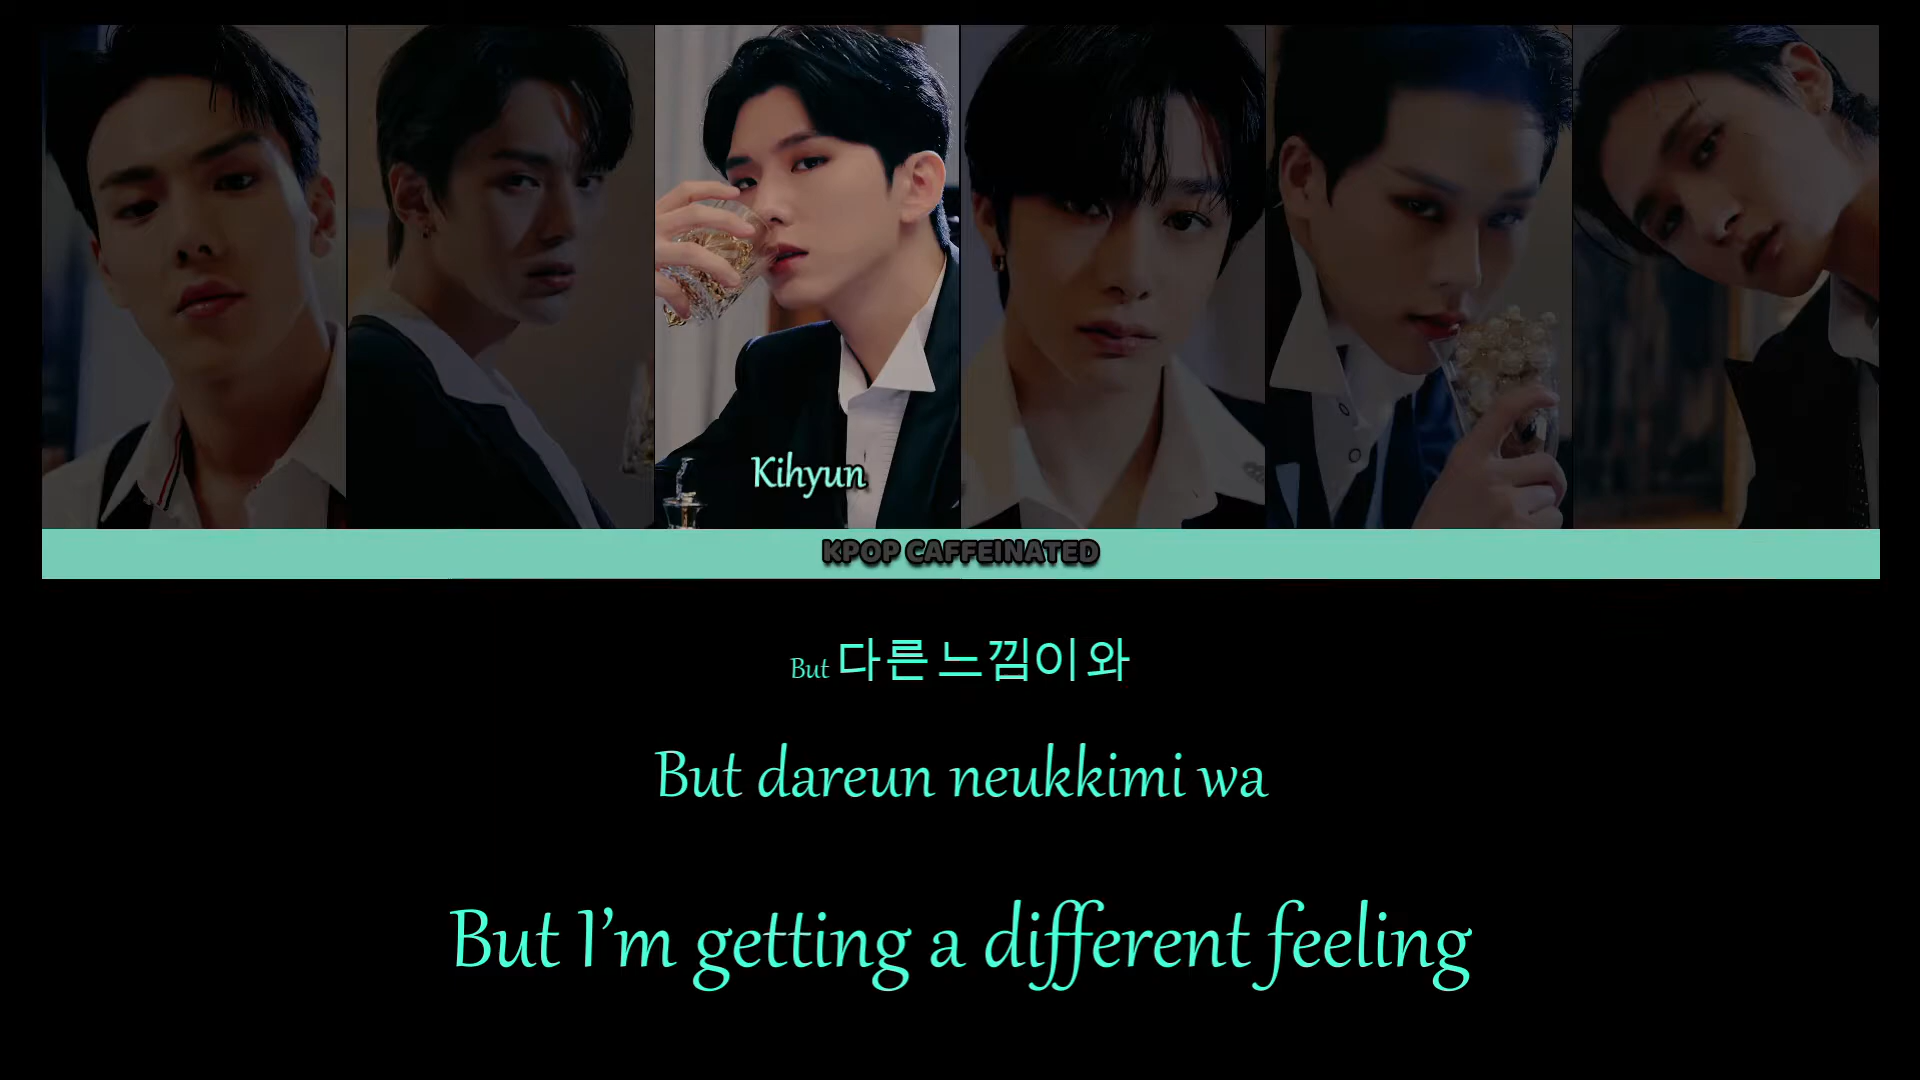 Kihyun
KPOP CAFFEINATED
But 다른 느낌이 와
But dareun neukkimi wa
But I’m getting a different feeling